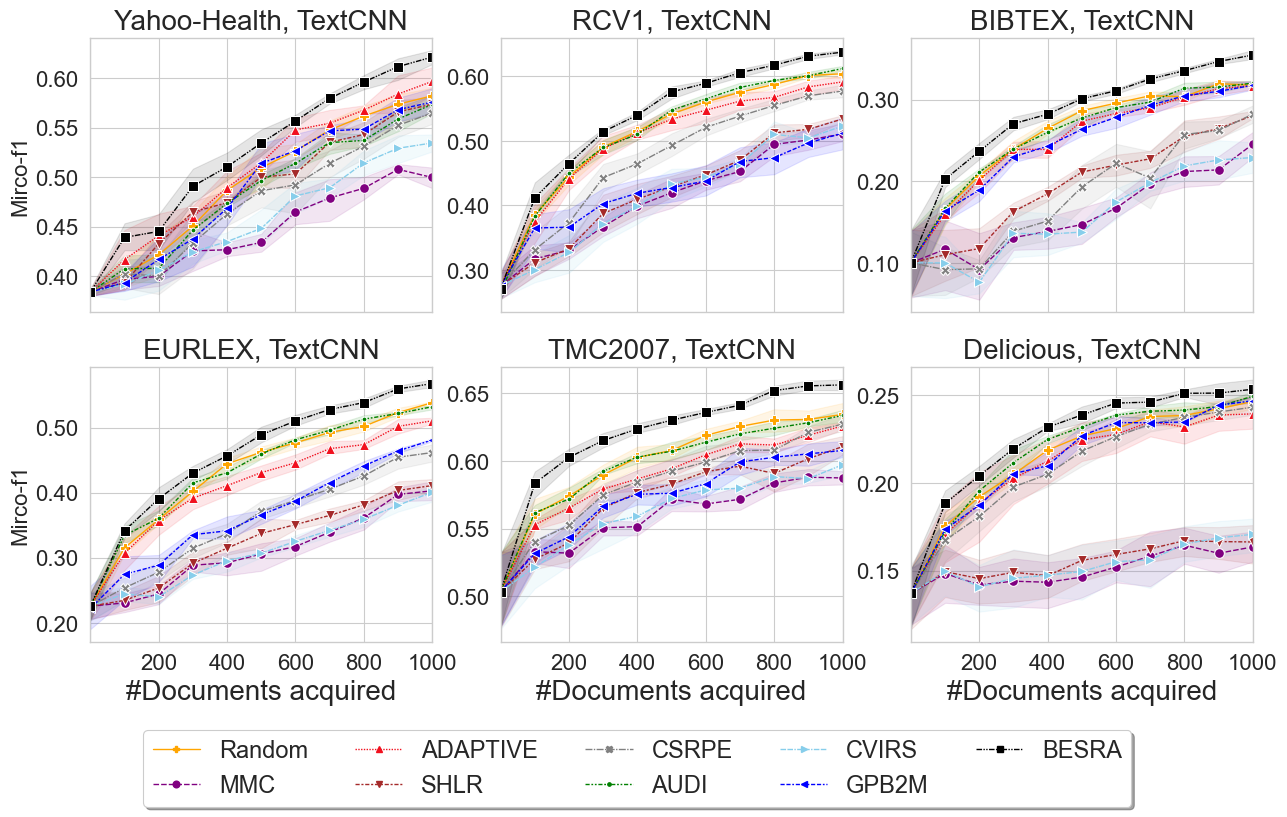 Yahoo-Health, TextCNN
RCV1, TextCNN
BIBTEX, TextCNN
Mirco-f1
0.60
0.55
0.50
0.45
0.40
0.60
0.50
0.40
0.30
0.30
0.20
0.10
EURLEX, TextCNN
TMC2007, TextCNN
Delicious, TextCNN
Mirco-f1
0.50
0.40
0.30
0.20
0.65
0.60
0.55
0.50
0.25
0.20
0.15
200 400 600 800 1000
200 400 600 800 1000
200 400 600 800 1000
#Documents acquired
#Documents acquired
#Documents acquired
Random ADAPTIVE CSRPE CVIRS BESRA
MMC SHLR AUDI GPB2M